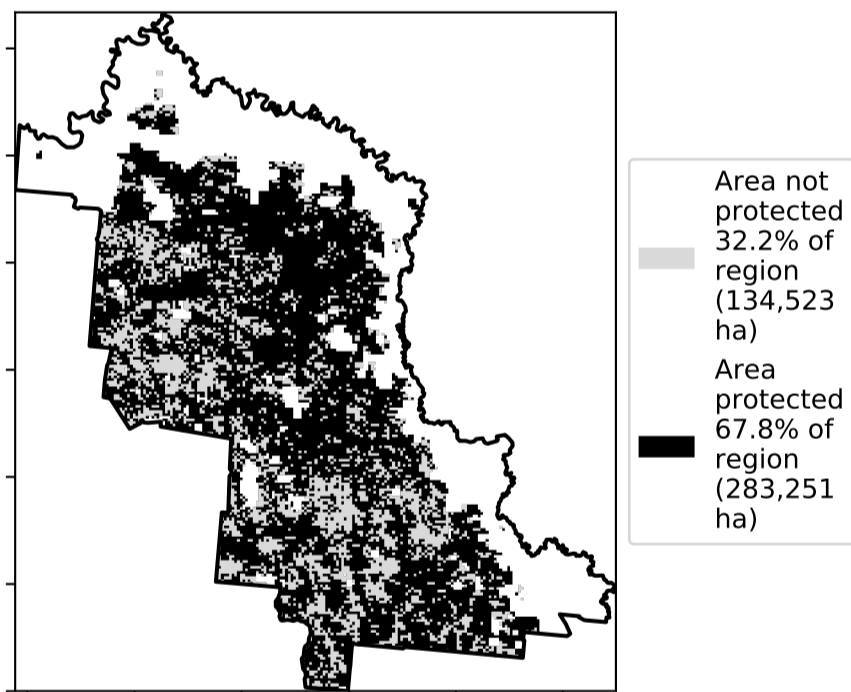 Area not
protected
32.2% of
region
(134,523
ha)
Area
protected
67.8% of
region
(283,251
ha)